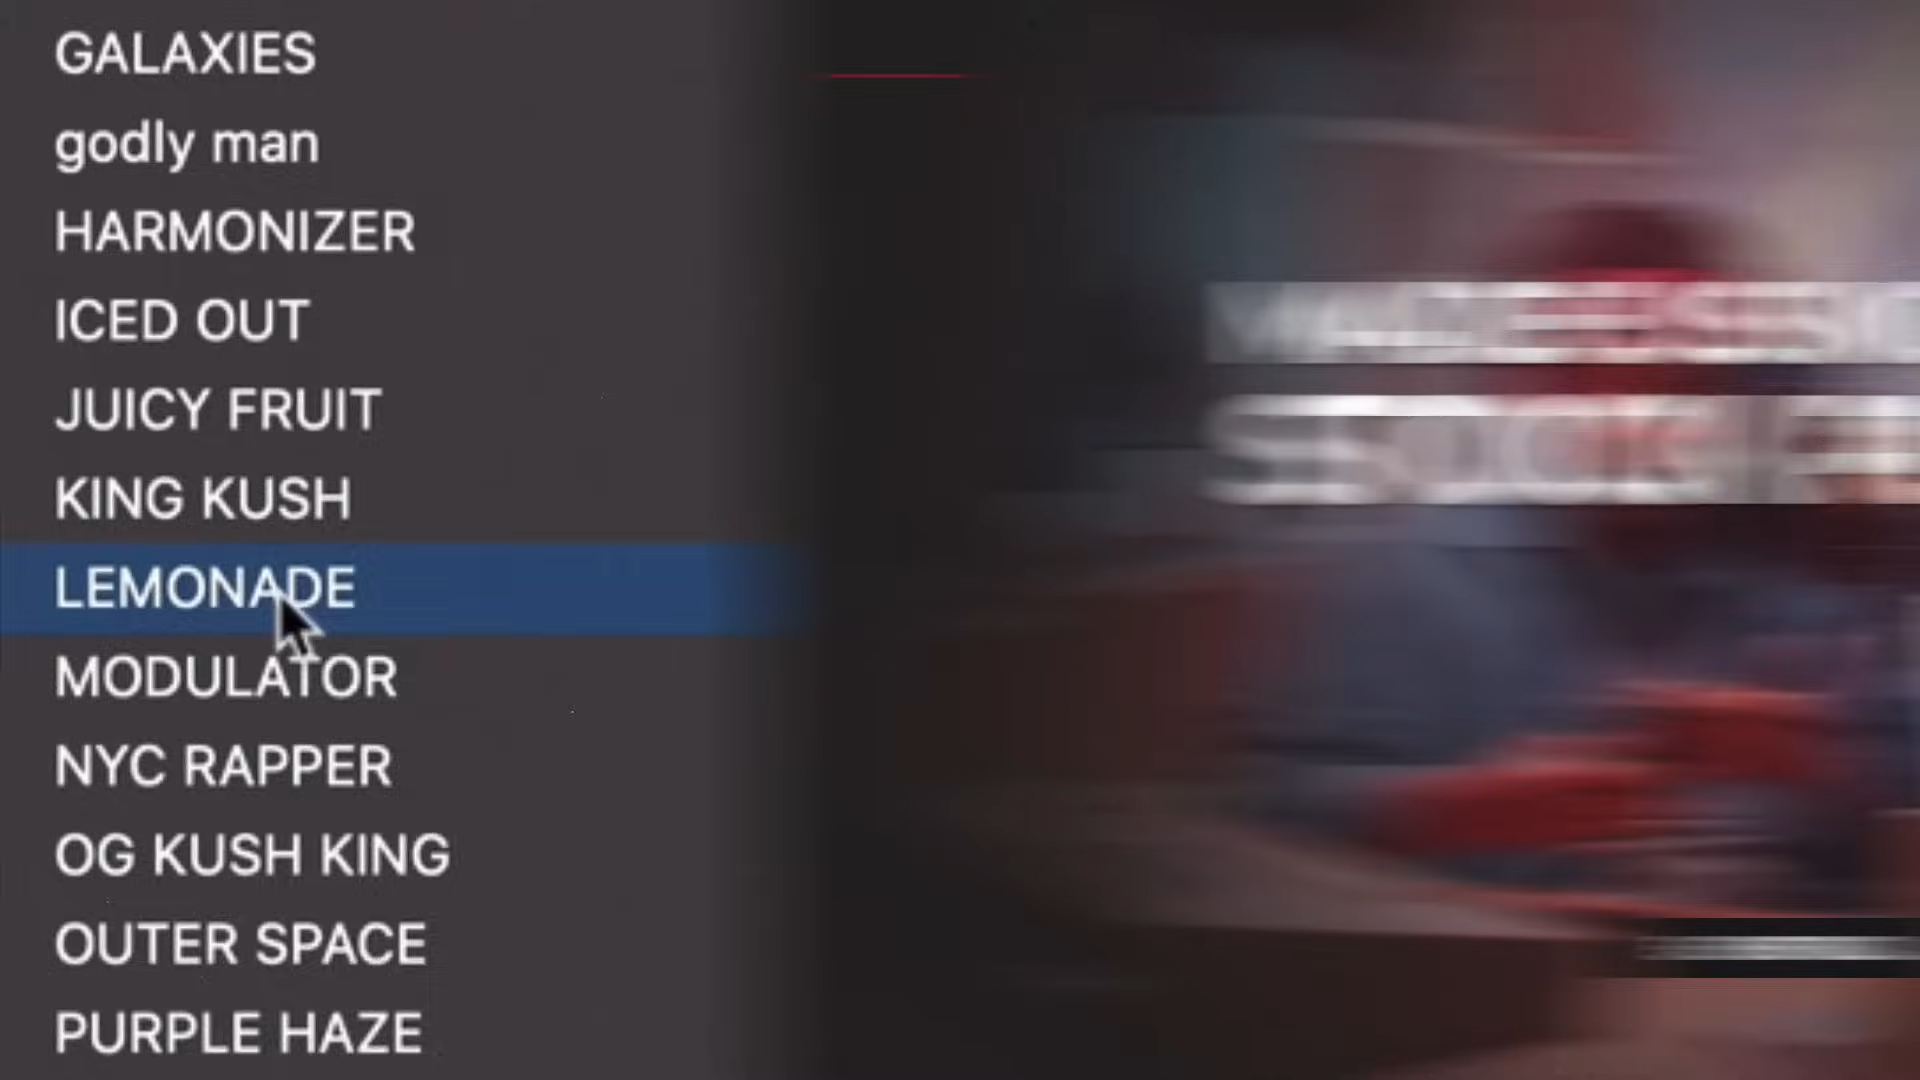 GALAXIES
godly man
HARMONIZER
ICED OUT
JUICY FRUIT
KING KUSH
LEMONADE
MODULATOR
NYC RAPPER
OG KUSH KING
OUTER SPACE
PURPLE HAZE